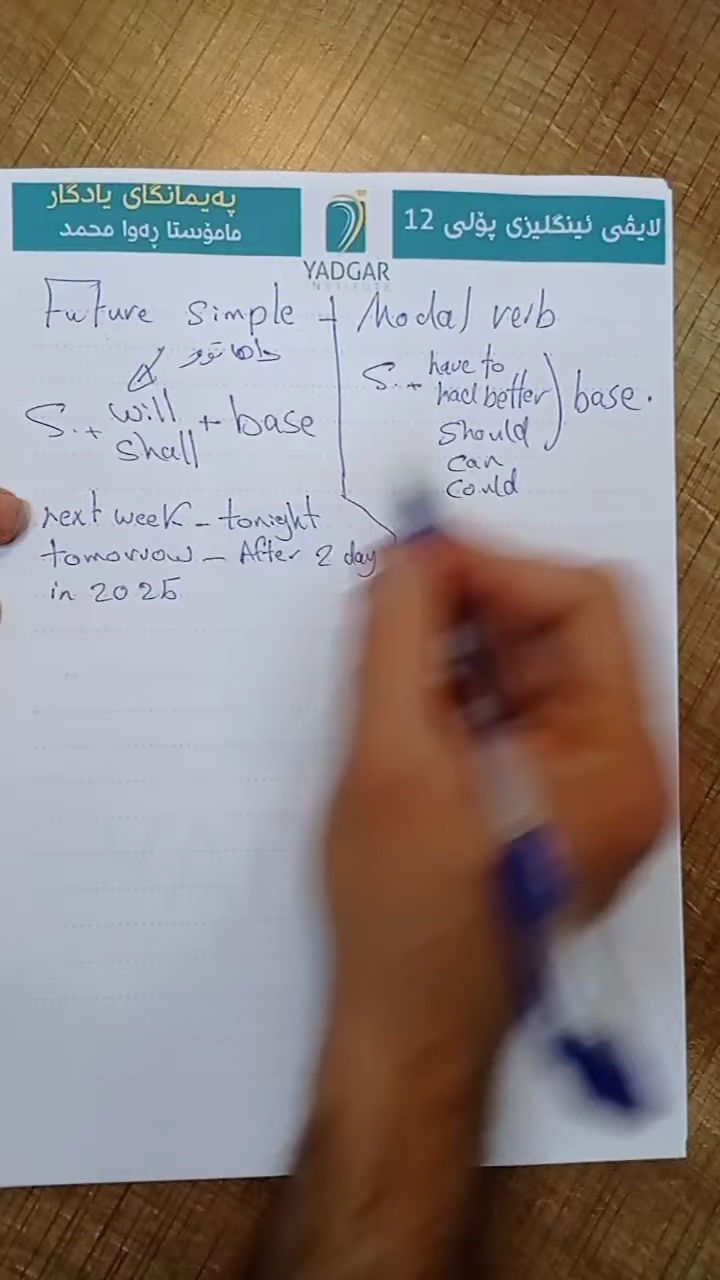 پەیمانگای یادگار
مامۆستا ڕەوا محمد
لایڤی ئینگلیزی پۆلی 12
YADGAR
INSTITUTE
Future Simple
داهاتوو
S. + will + base
shall
next week - tonight
tomorrow - After 2 day
in 2025
Modal verb
S. + have to
had better
should
can
could
base.